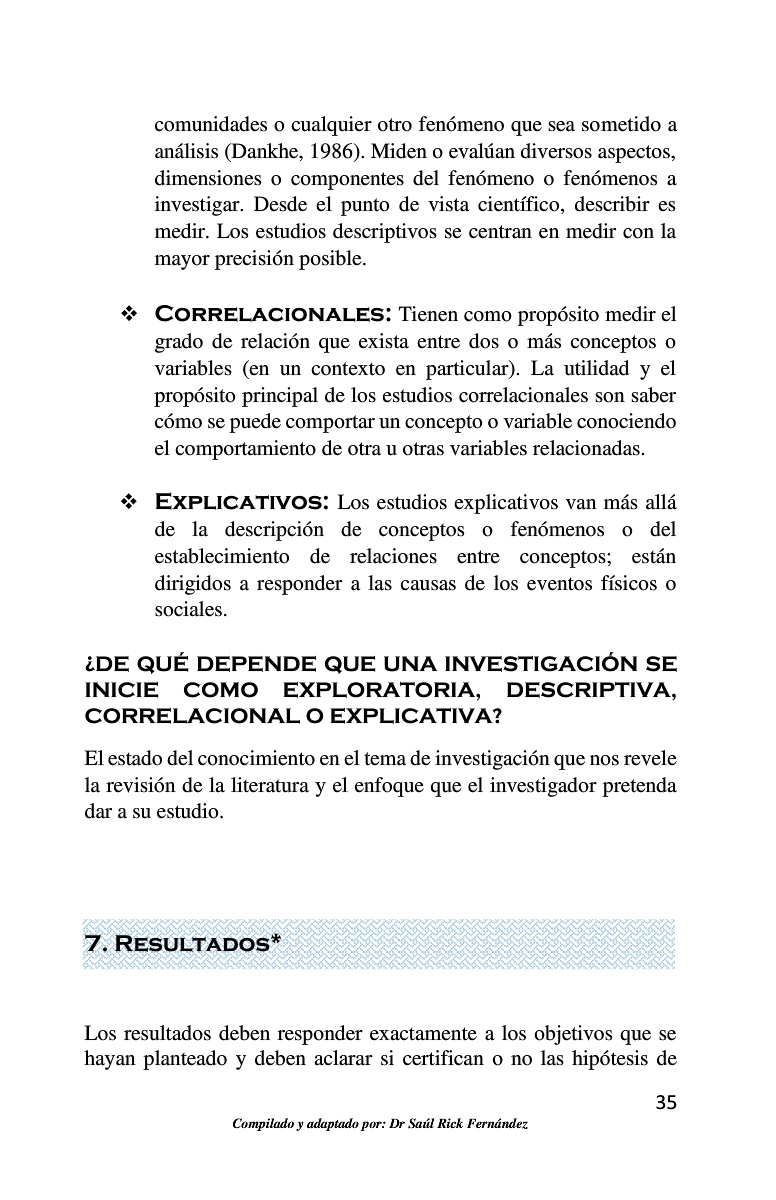 comunidades o cualquier otro fenómeno que sea sometido a
análisis (Dankhe, 1986). Miden o evalúan diversos aspectos,
dimensiones o componentes del fenómeno o fenómenos a
investigar. Desde el punto de vista científico, describir es
medir. Los estudios descriptivos se centran en medir con la
mayor precisión posible.
❖ Correlacionales: Tienen como propósito medir el
grado de relación que exista entre dos o más conceptos o
variables (en un contexto en particular). La utilidad y el
propósito principal de los estudios correlacionales son saber
cómo se puede comportar un concepto o variable conociendo
el comportamiento de otra u otras variables relacionadas.
❖ Explicativos: Los estudios explicativos van más allá
de la descripción de conceptos o fenómenos o del
establecimiento de relaciones entre conceptos; están
dirigidos a responder a las causas de los eventos físicos o
sociales.
¿DE QUÉ DEPENDE QUE UNA INVESTIGACIÓN SE
INICIE COMO EXPLORATORIA, DESCRIPTIVA,
CORRELACIONAL O EXPLICATIVA?
El estado del conocimiento en el tema de investigación que nos revele
la revisión de la literatura y el enfoque que el investigador pretenda
dar a su estudio.
7. Resultados*
Los resultados deben responder exactamente a los objetivos que se
hayan planteado y deben aclarar si certifican o no las hipótesis de
35
Compilado y adaptado por: Dr Saúl Rick Fernández